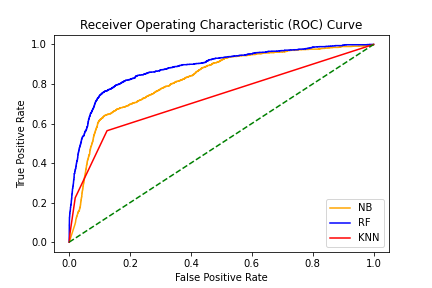 Receiver Operating Characteristic (ROC) Curve
True Positive Rate
1.0
0.8
0.6
0.4
0.2
0.0
0.0 0.2 0.4 0.6 0.8 1.0
False Positive Rate
NB
RF
KNN